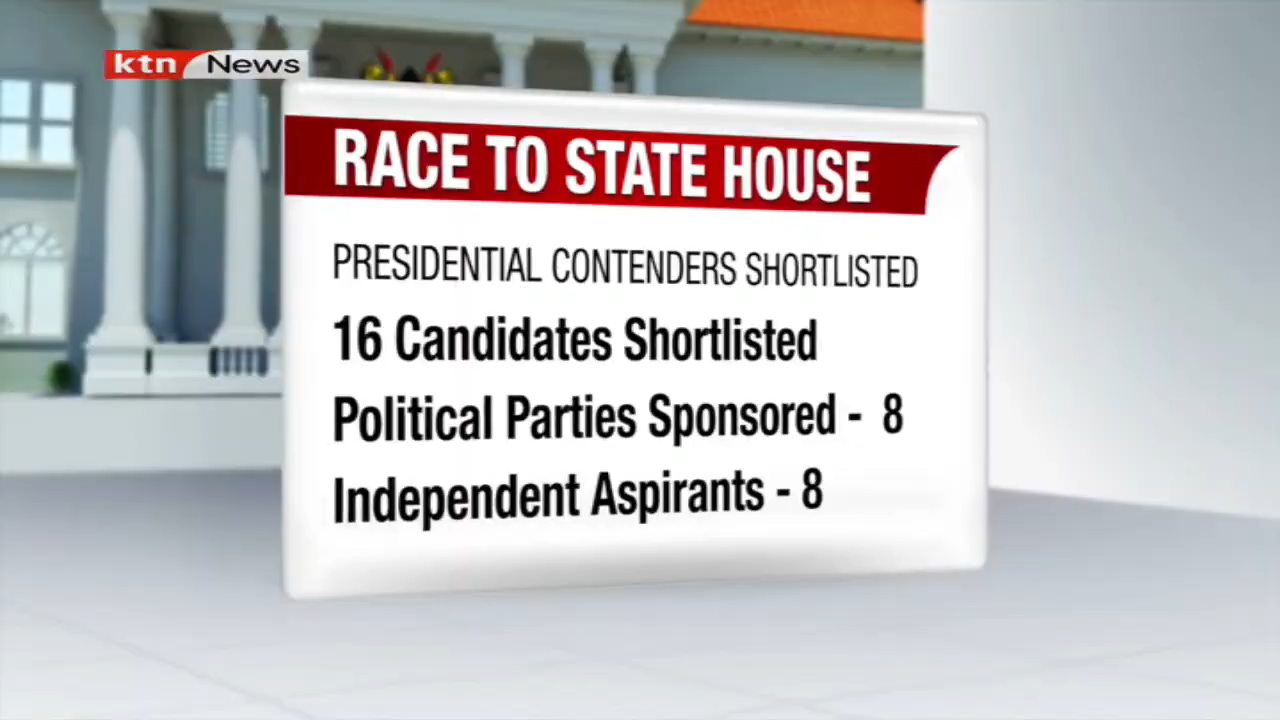 ktn News
RACE TO STATE HOUSE
PRESIDENTIAL CONTENDERS SHORTLISTED
16 Candidates Shortlisted
Political Parties Sponsored - 8
Independent Aspirants - 8